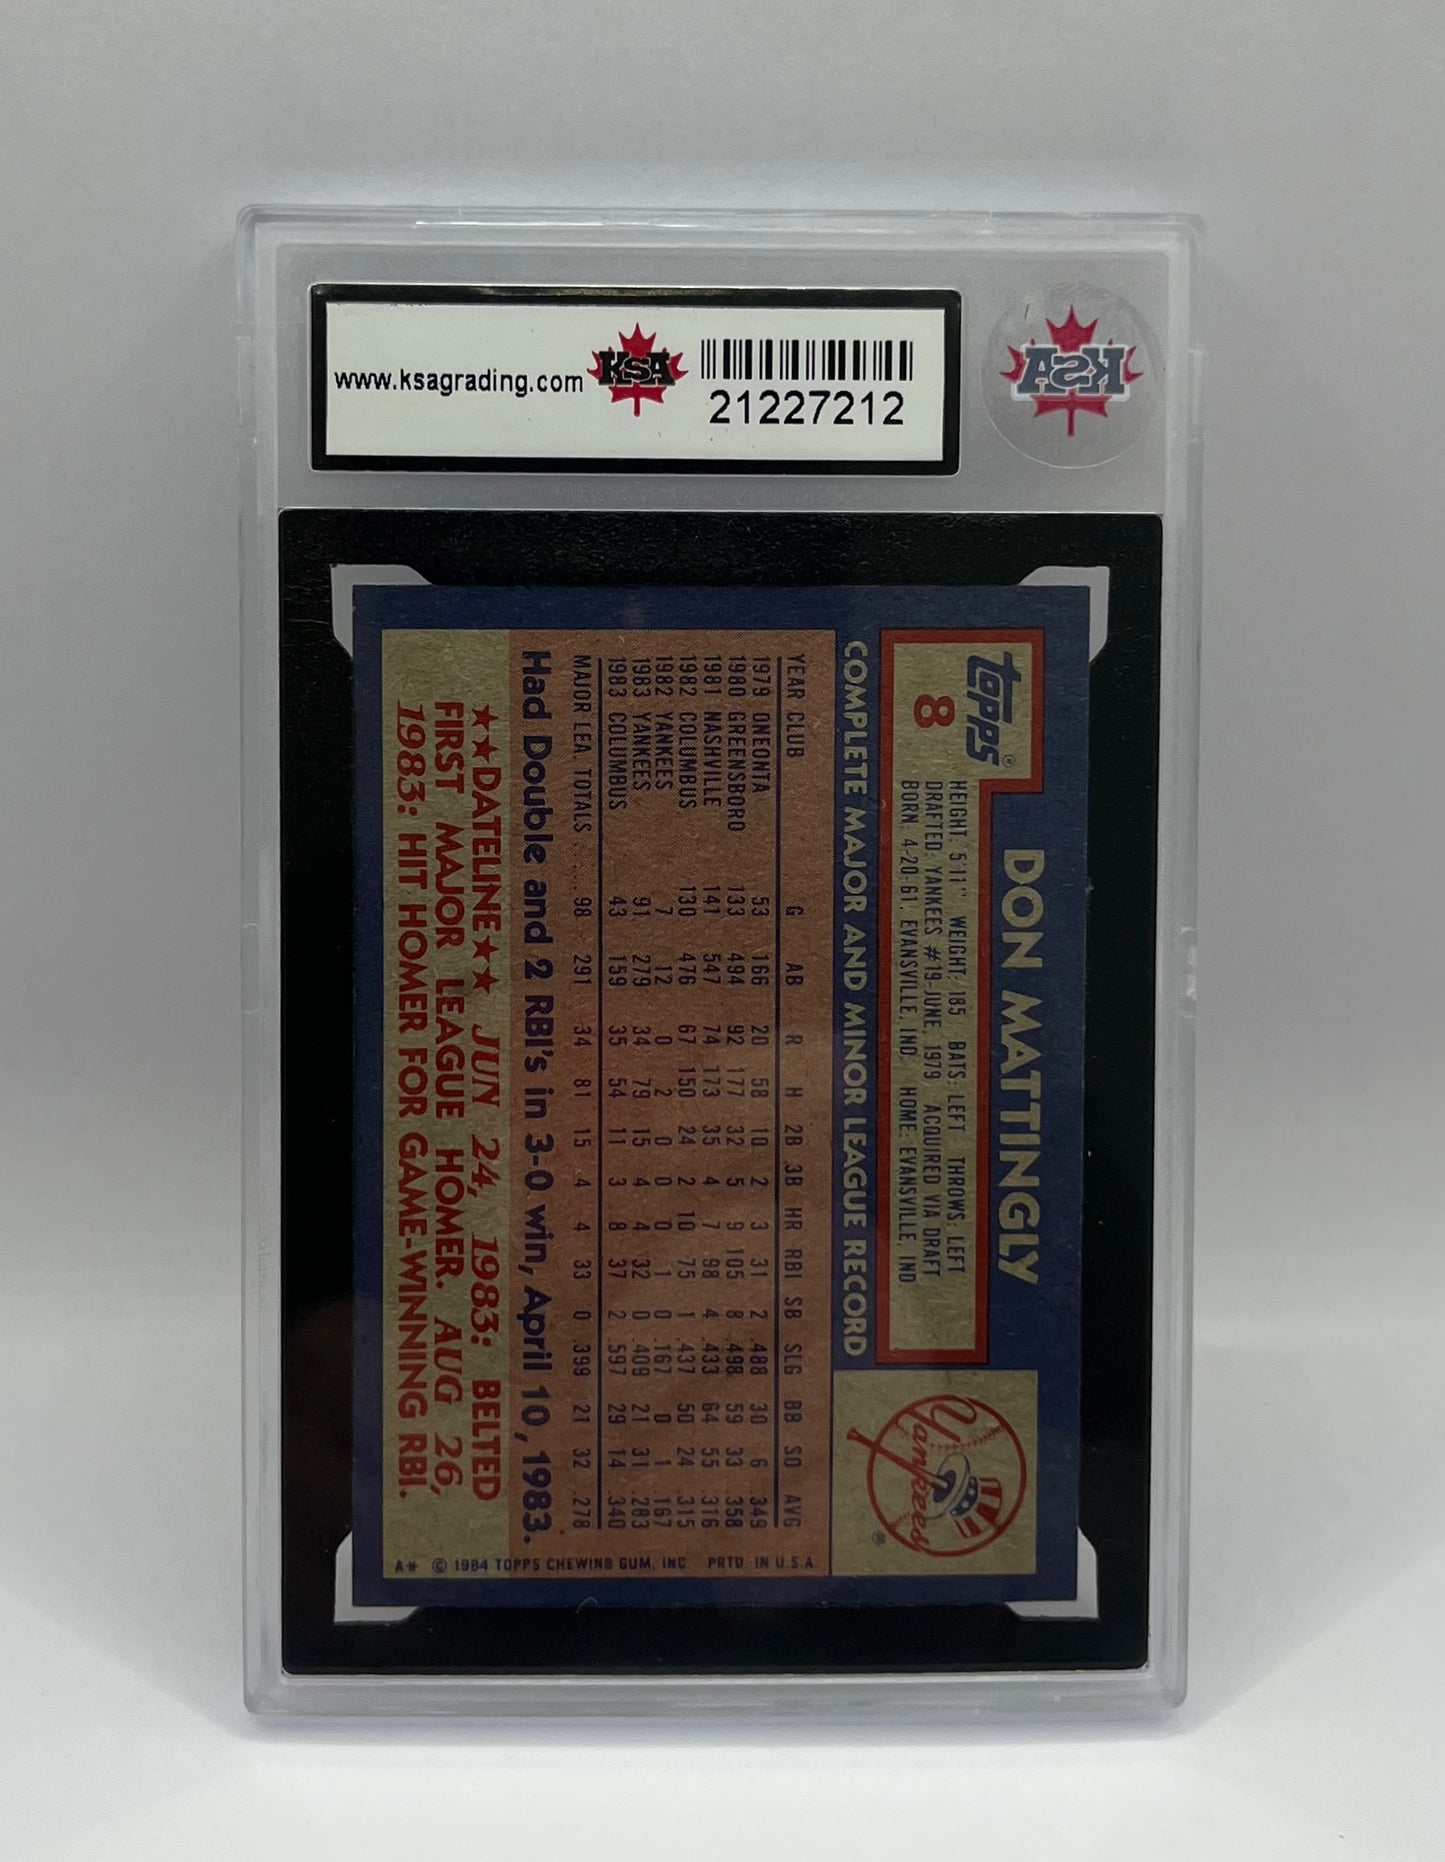 www.ksagrading.com
KSA
21227212
KSA
Topps®
8
DON MATTINGLY
HEIGHT: 5'11" WEIGHT: 185 BATS: LEFT THROWS: LEFT
DRAFTED: YANKEES #19-JUNE, 1979 ACQUIRED VIA DRAFT
BORN: 4-20-61, EVANSVILLE, IND. HOME: EVANSVILLE, IND.
Yankees ®
COMPLETE MAJOR AND MINOR LEAGUE RECORD
YEAR CLUB G AB R H 2B 3B HR RBI SB SLG BB SO AVG
1979 ONEONTA 53 166 20 58 10 2 3 31 2 .488 30 6 .349
1980 GREENSBORO 133 494 92 177 32 5 9 105 8 .498 59 33 .358
1981 NASHVILLE 141 547 74 173 35 4 7 98 4 .433 64 55 .316
1982 COLUMBUS 130 476 67 150 24 2 10 75 1 .437 50 24 .315
1982 YANKEES 7 12 0 2 0 0 0 1 0 .167 0 1 .167
1983 YANKEES 91 279 34 79 15 4 4 32 0 .409 21 31 .283
1983 COLUMBUS 43 159 35 54 11 3 8 37 2 .597 29 14 .340
MAJOR LEA. TOTALS ..... 98 291 34 81 15 4 4 33 0 .399 21 32 .278
Had Double and 2 RBI's in 3-0 win, April 10, 1983.
★★DATELINE★★ JUN 24, 1983: BELTED
FIRST MAJOR LEAGUE HOMER. AUG 26,
1983: HIT HOMER FOR GAME-WINNING RBI.
A* © 1984 TOPPS CHEWING GUM, INC. PRTD. IN U.S.A.